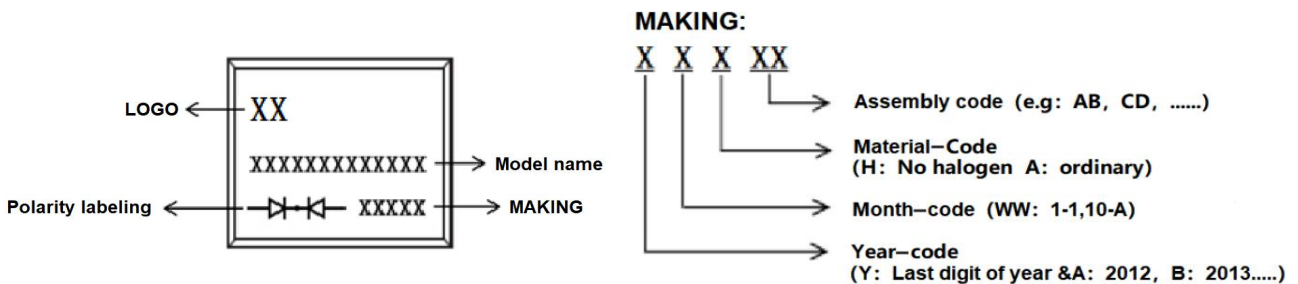 LOGO
XX
XXXXXXXXXXXXX
Model name
Polarity labeling
XXXXX
MAKING
MAKING:
X X X XX
Assembly code (e.g: AB, CD, ......)
Material-Code
(H: No halogen A: ordinary)
Month-code (WW: 1-1,10-A)
Year-code
(Y: Last digit of year &A: 2012, B: 2013.....)